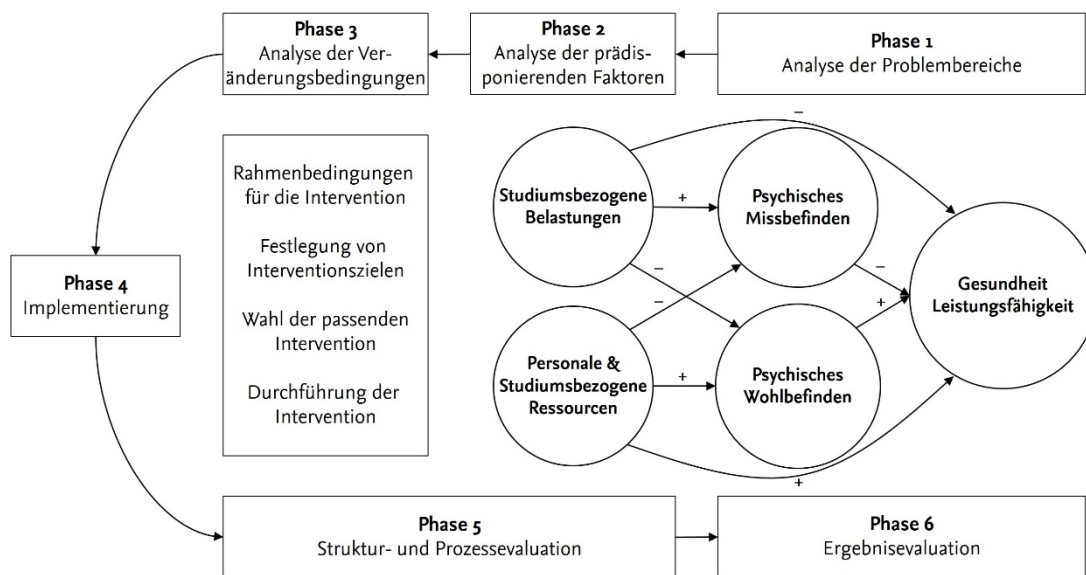 Phase 3
Analyse der Ver-
änderungsbedingungen
Phase 2
Analyse der prädis-
ponierenden Faktoren
Phase 1
Analyse der Problembereiche
Rahmenbedingungen
für die Intervention
Festlegung von
Interventionszielen
Wahl der passenden
Intervention
Durchführung der
Intervention
Phase 4
Implementierung
Studiumsbezogene
Belastungen
Psychisches
Missbefinden
Personale &
Studiumsbezogene
Ressourcen
Psychisches
Wohlbefinden
Gesundheit
Leistungsfähigkeit
–
+
–
–
–
+
+
+
Phase 5
Struktur- und Prozessevaluation
Phase 6
Ergebnisevaluation